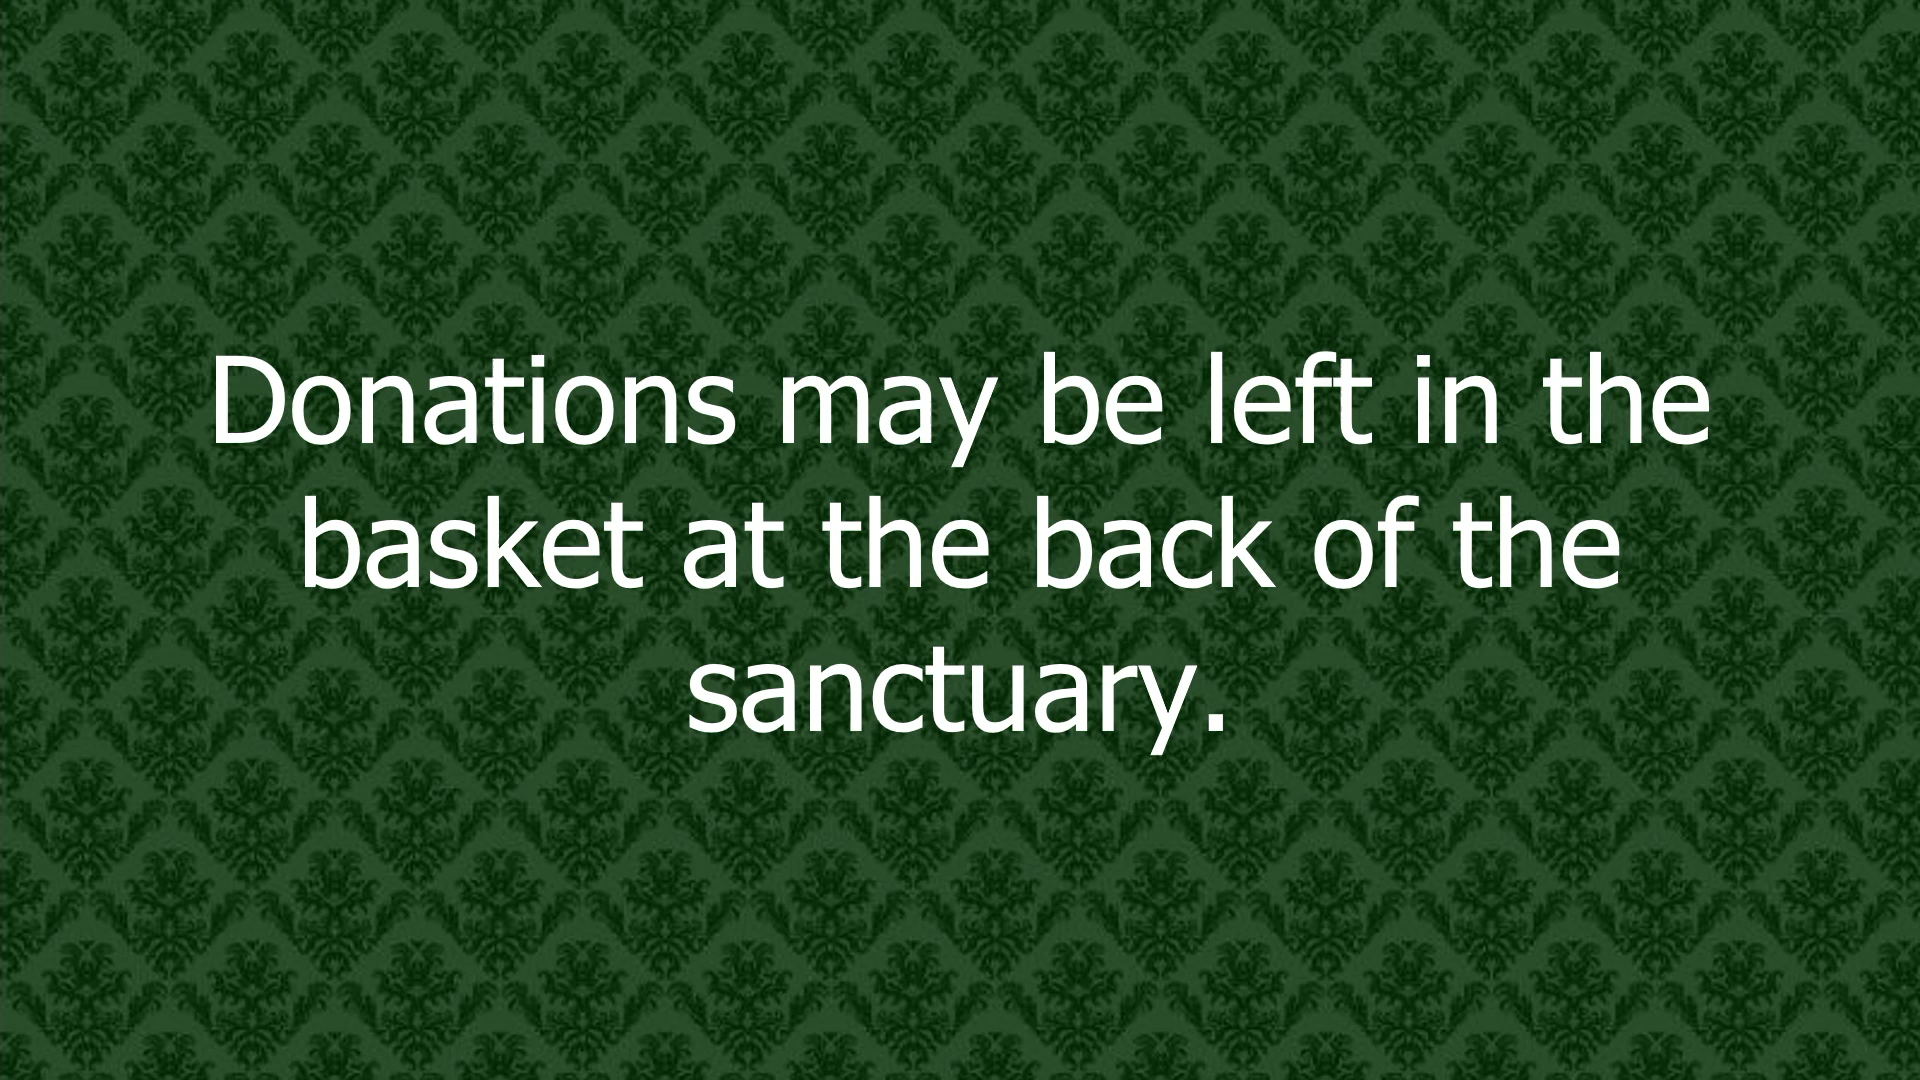 Donations may be left in the
basket at the back of the
sanctuary.